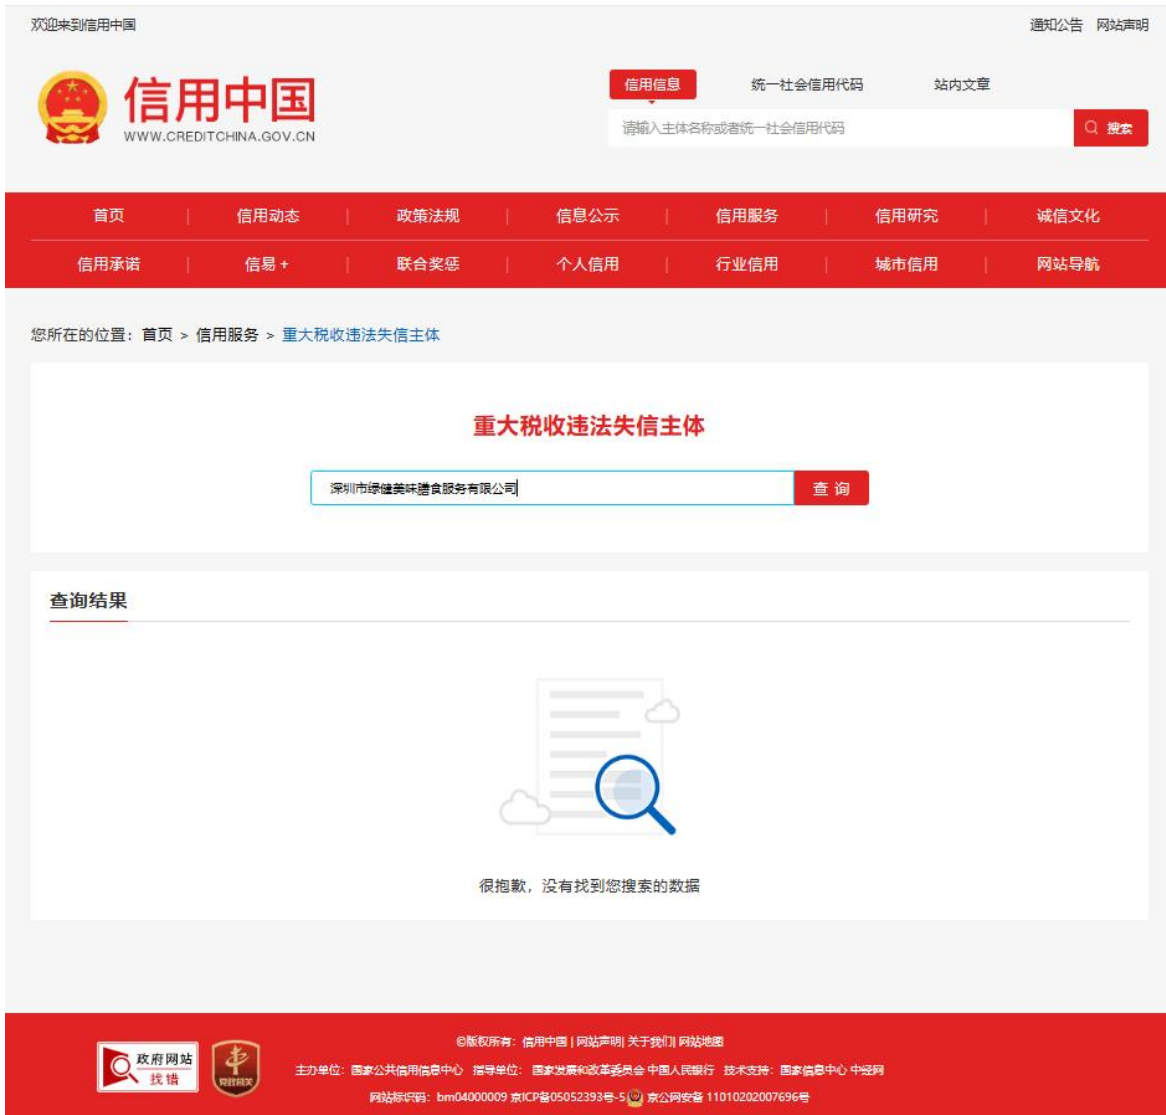 欢迎来到信用中国 通知公告 网站声明
信用信息 统一社会信用代码 站内文章
信用中国
WWW.CREDITCHINA.GOV.CN
请输入主体名称或者统一社会信用代码 搜索
首页 信用动态 政策法规 信息公示 信用服务 信用研究 诚信文化
信用承诺 信易+ 联合奖惩 个人信用 行业信用 城市信用 网站导航
您所在的位置：首页 > 信用服务 > 重大税收违法失信主体
重大税收违法失信主体
深圳市绿健美味膳食服务有限公司 查询
查询结果
很抱歉，没有找到您搜索的数据
政府网站
找错
党政机关
©版权所有：信用中国 | 网站声明| 关于我们| 网站地图
主办单位：国家公共信用信息中心 指导单位：国家发展和改革委员会 中国人民银行 技术支持：国家信息中心 中经网
网站标识码：bm04000009 京ICP备05052393号-5 京公网安备 11010202007696号